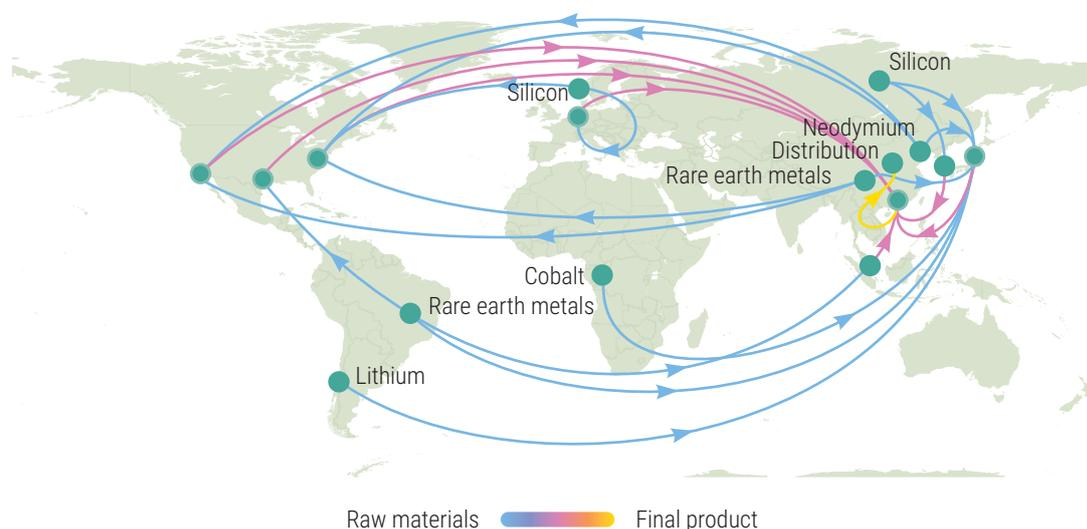 Silicon
Silicon
Neodymium
Distribution
Rare earth metals
Cobalt
Rare earth metals
Lithium
Raw materials
Final product